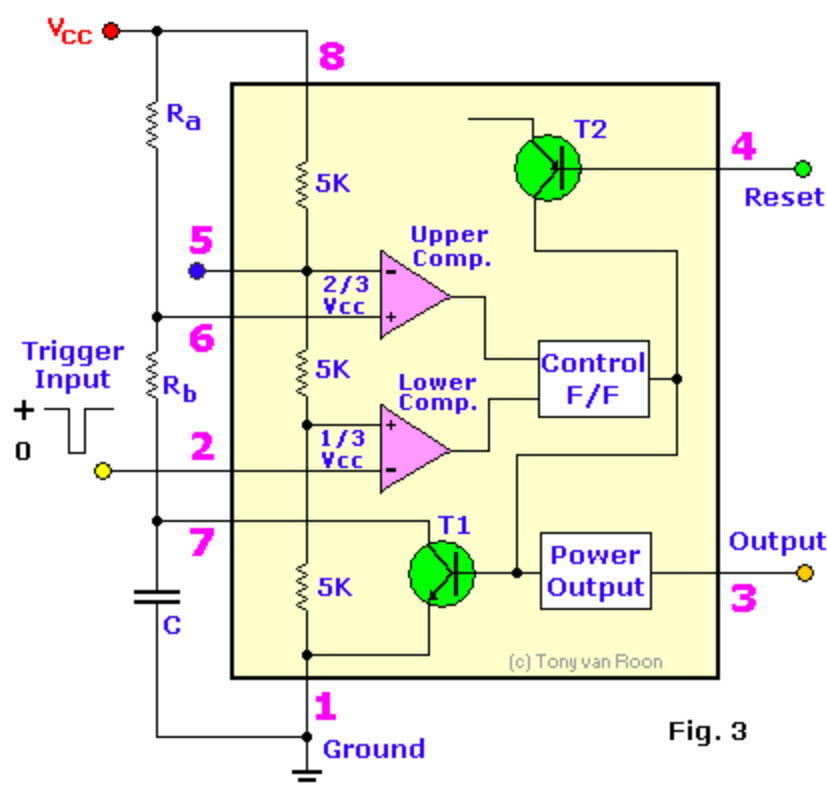 VCC
8
Ra
T2
4
5K
Reset
5
Upper
Comp.
-
2/3
Vcc
+
6
Trigger
Input
Control
F/F
5K
Rb
Lower
Comp.
+
0
+
1/3
Vcc
-
2
T1
7
Output
Power
Output
5K
3
C
(c) Tony van Roon
1
Ground
Fig. 3